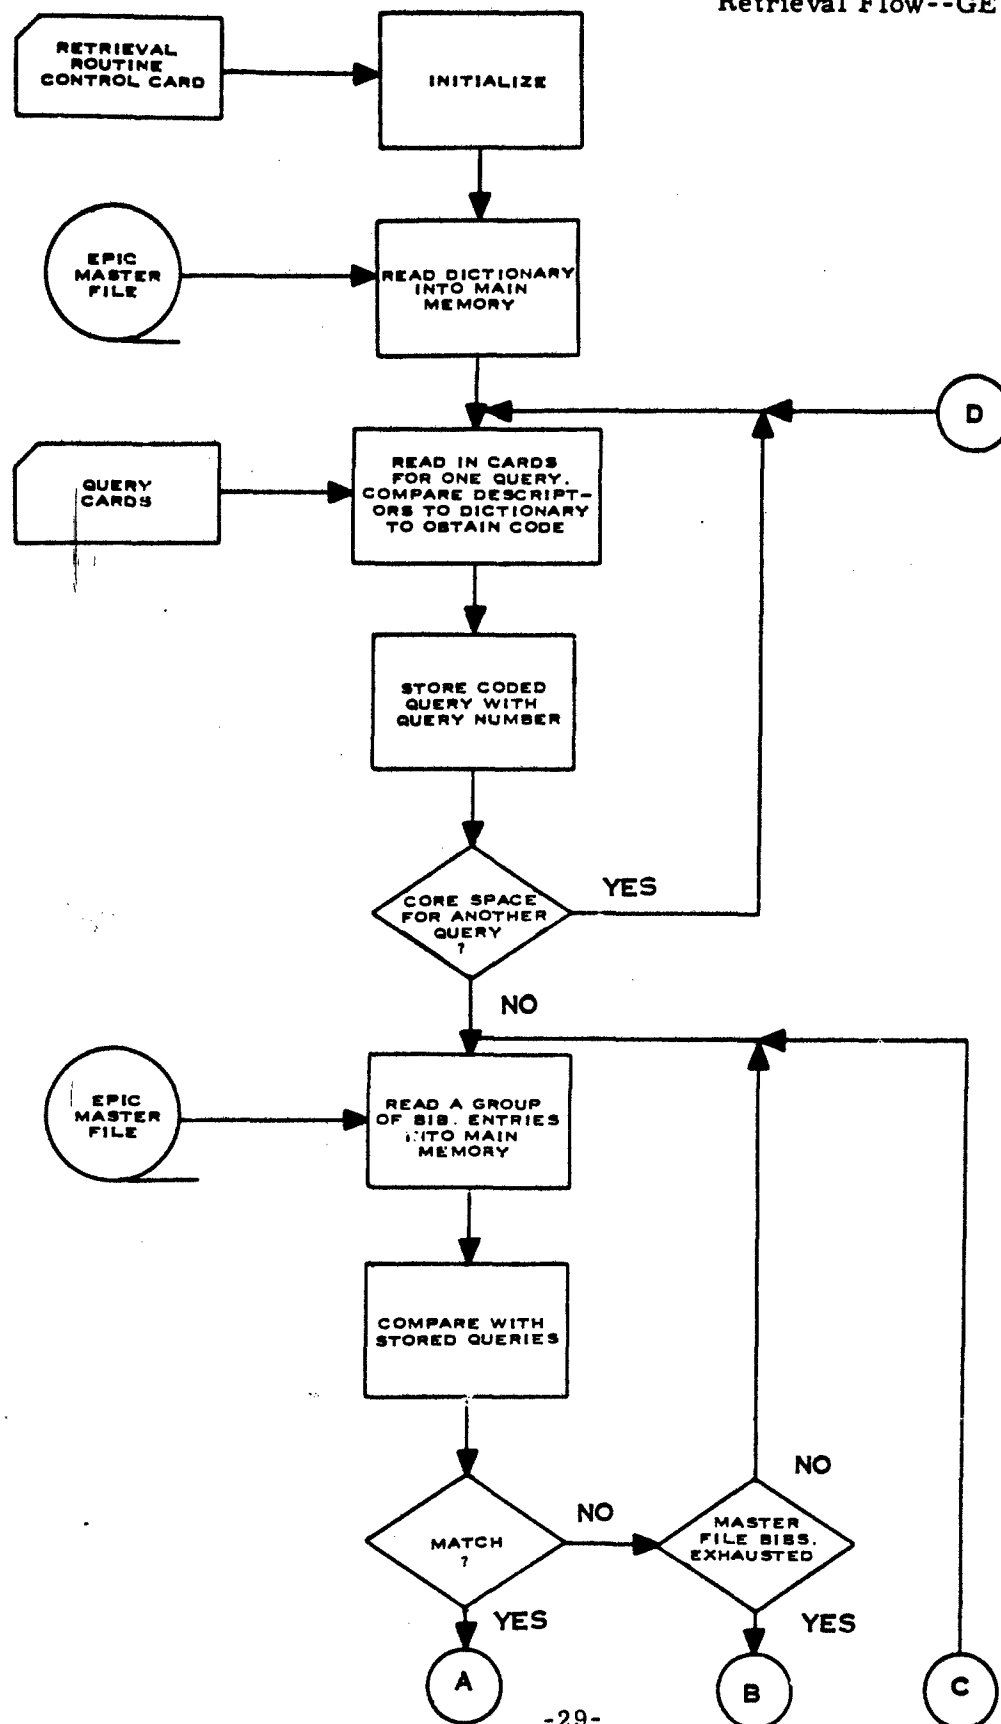 Retrieval Flow--GE
RETRIEVAL
ROUTINE
CONTROL CARD
INITIALIZE
EPIC
MASTER
FILE
READ DICTIONARY
INTO MAIN
MEMORY
D
QUERY
CARDS
READ IN CARDS
FOR ONE QUERY.
COMPARE DESCRIPT-
ORS TO DICTIONARY
TO OBTAIN CODE
STORE CODED
QUERY WITH
QUERY NUMBER
CORE SPACE
FOR ANOTHER
QUERY
?
YES
NO
EPIC
MASTER
FILE
READ A GROUP
OF BIB. ENTRIES
INTO MAIN
MEMORY
COMPARE WITH
STORED QUERIES
MATCH
?
NO
MASTER
FILE BIBS.
EXHAUSTED
NO
YES
YES
A
B
C
-29-